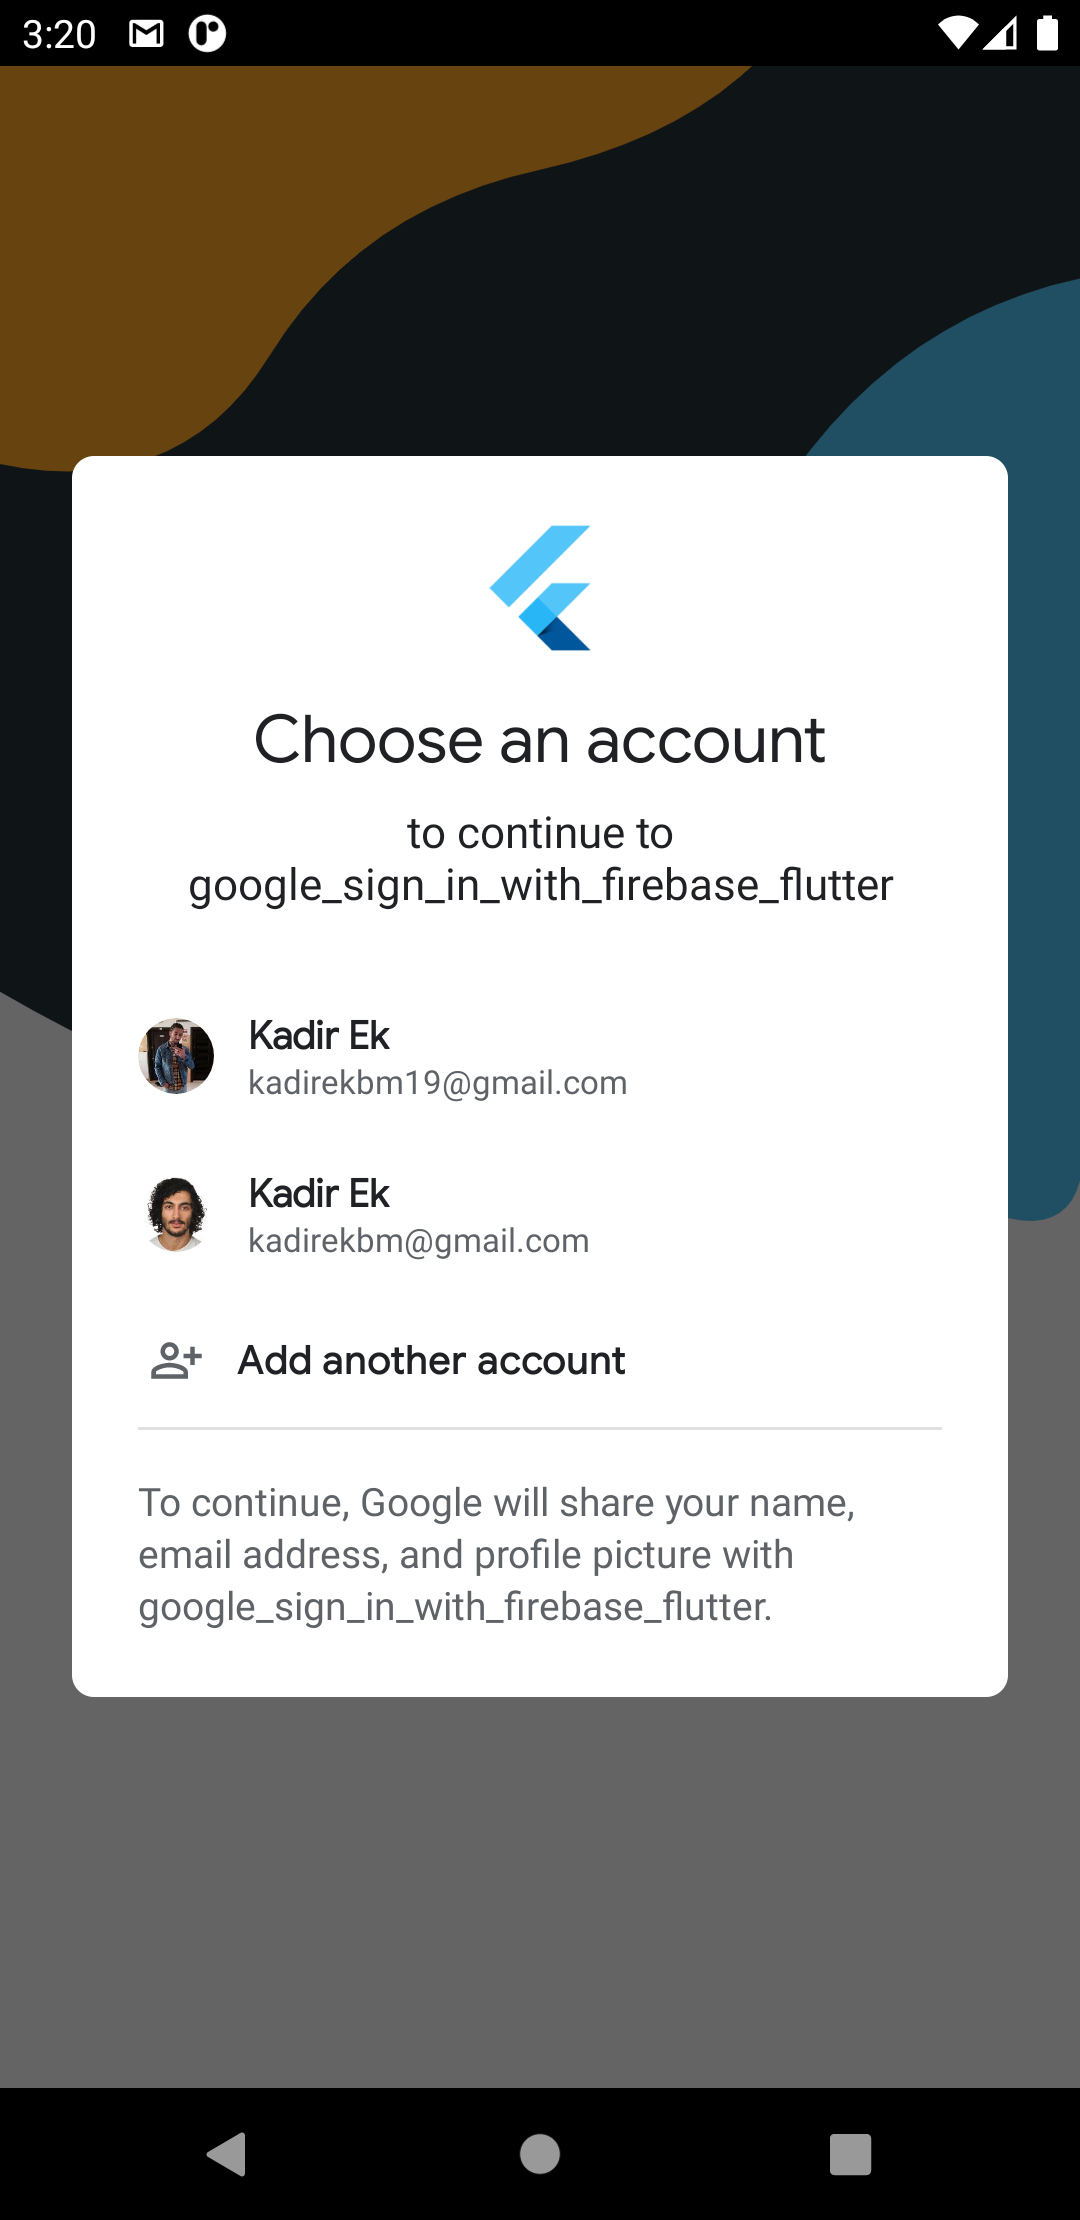 3:20
Choose an account
to continue to
google_sign_in_with_firebase_flutter
Kadir Ek
kadirekbm19@gmail.com
Kadir Ek
kadirekbm@gmail.com
Add another account
To continue, Google will share your name,
email address, and profile picture with
google_sign_in_with_firebase_flutter.